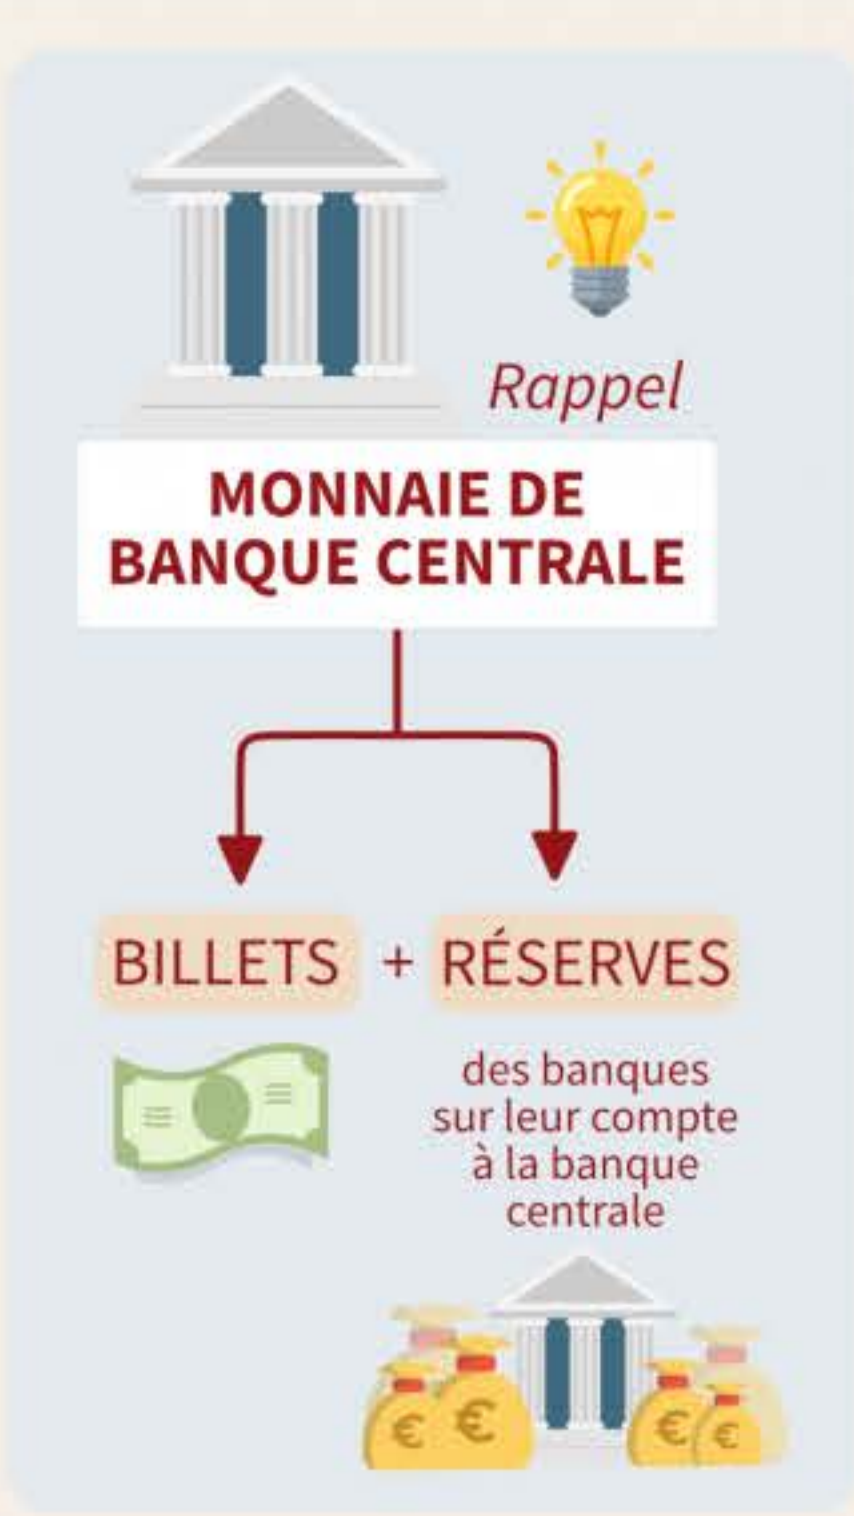 Rappel
MONNAIE DE
BANQUE CENTRALE
BILLETS + RÉSERVES
des banques
sur leur compte
à la banque
centrale
€ € € €